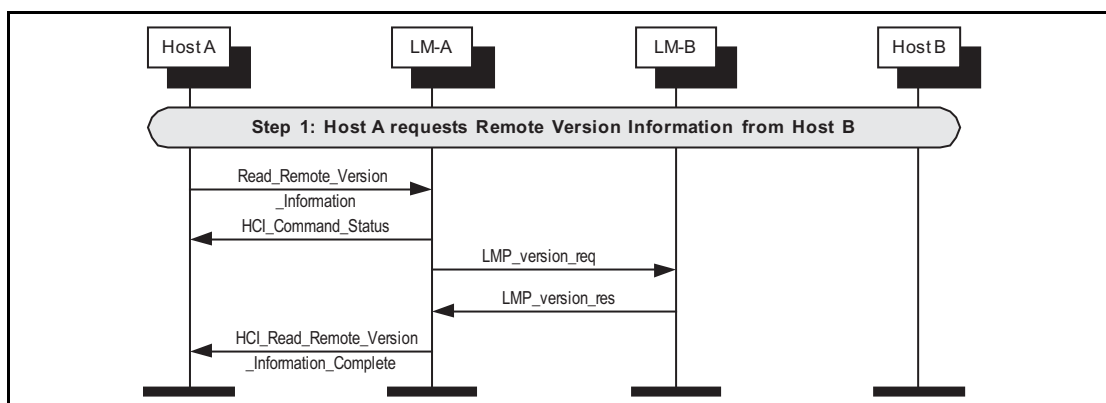 Host A
LM-A
LM-B
Host B
Step 1: Host A requests Remote Version Information from Host B
Read_Remote_Version
_Information
HCI_Command_Status
LMP_version_req
LMP_version_res
HCI_Read_Remote_Version
_Information_Complete